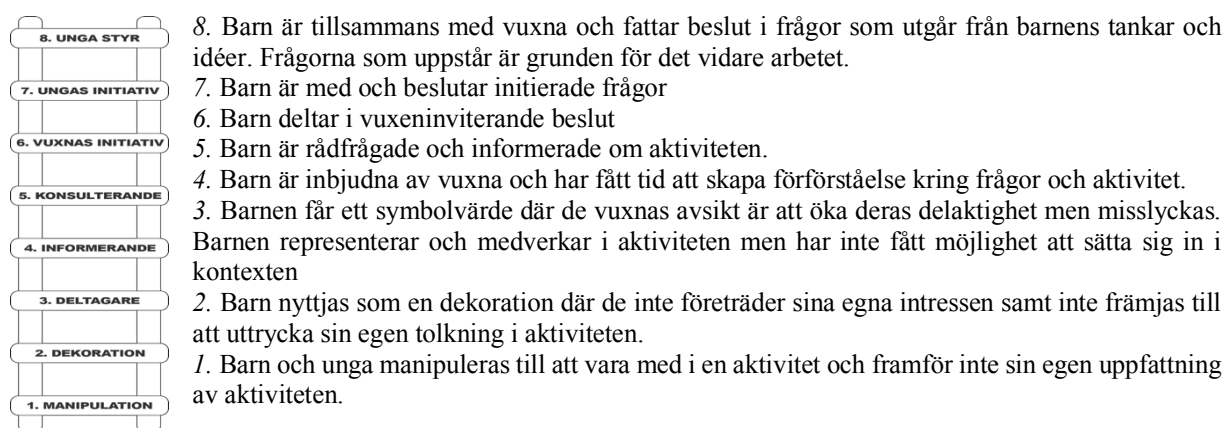 8. UNGA STYR
7. UNGAS INITIATIV
6. VUXNAS INITIATIV
5. KONSULTERANDE
4. INFORMERANDE
3. DELTAGARE
2. DEKORATION
1. MANIPULATION
8. Barn är tillsammans med vuxna och fattar beslut i frågor som utgår från barnens tankar och
idéer. Frågorna som uppstår är grunden för det vidare arbetet.
7. Barn är med och beslutar initierade frågor
6. Barn deltar i vuxeninviterande beslut
5. Barn är rådfrågade och informerade om aktiviteten.
4. Barn är inbjudna av vuxna och har fått tid att skapa förförståelse kring frågor och aktivitet.
3. Barnen får ett symbolvärde där de vuxnas avsikt är att öka deras delaktighet men misslyckas.
Barnen representerar och medverkar i aktiviteten men har inte fått möjlighet att sätta sig in i
kontexten
2. Barn nyttjas som en dekoration där de inte företräder sina egna intressen samt inte främjas till
att uttrycka sin egen tolkning i aktiviteten.
1. Barn och unga manipuleras till att vara med i en aktivitet och framför inte sin egen uppfattning
av aktiviteten.